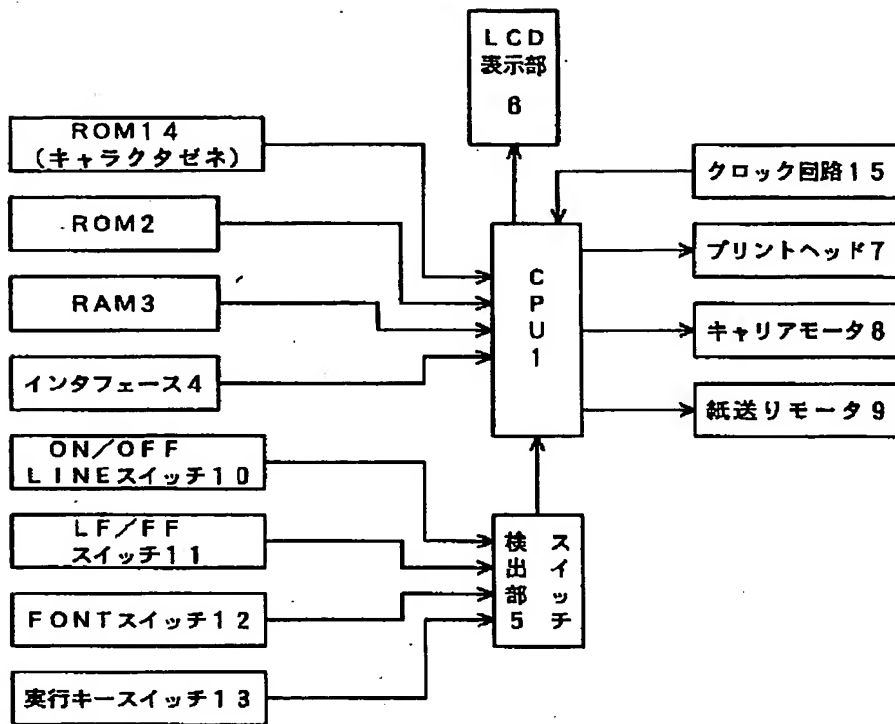 LCD
表示部
6
ROM14
(キャラクタゼネ)
クロック回路15
ROM2
プリントヘッド7
CPU1
RAM3
キャリアモータ8
インタフェース4
紙送りモータ9
ON/OFF
LINEスイッチ10
LF/FF
スイッチ11
スイッチ
検出部5
FONTスイッチ12
実行キースイッチ13